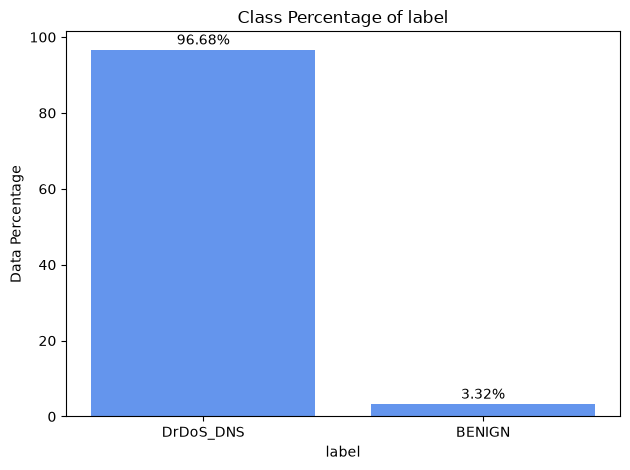 Class Percentage of label
96.68%
3.32%
100
80
60
40
20
0
Data Percentage
DrDoS_DNS
BENIGN
label